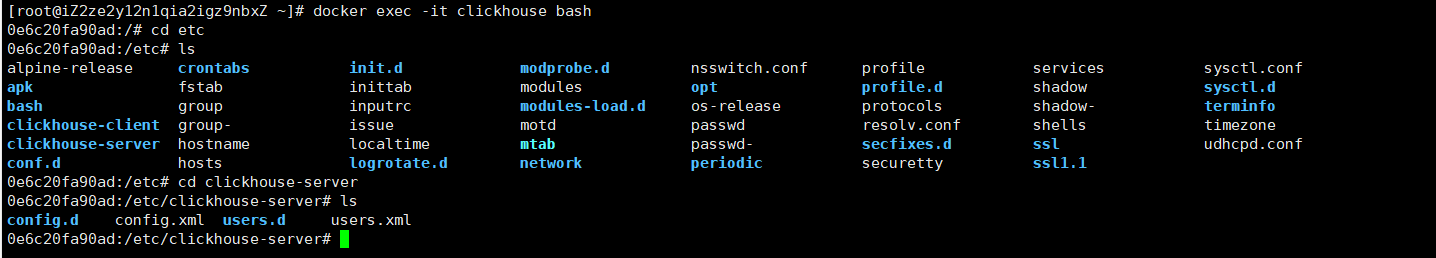 [root@iZ2ze2y12n1qia2igz9nbxZ ~]# docker exec -it clickhouse bash
0e6c20fa90ad:/# cd etc
0e6c20fa90ad:/etc# ls
alpine-release crontabs init.d modprobe.d nsswitch.conf profile services sysctl.conf
apk fstab inittab modules opt profile.d shadow sysctl.d
bash group inputrc modules-load.d os-release protocols shadow- terminfo
clickhouse-client group- issue motd passwd resolv.conf shells timezone
clickhouse-server hostname localtime mtab passwd- secfixes.d ssl udhcpd.conf
conf.d hosts logrotate.d network periodic securetty ssl1.1
0e6c20fa90ad:/etc# cd clickhouse-server
0e6c20fa90ad:/etc/clickhouse-server# ls
config.d config.xml users.d users.xml
0e6c20fa90ad:/etc/clickhouse-server#